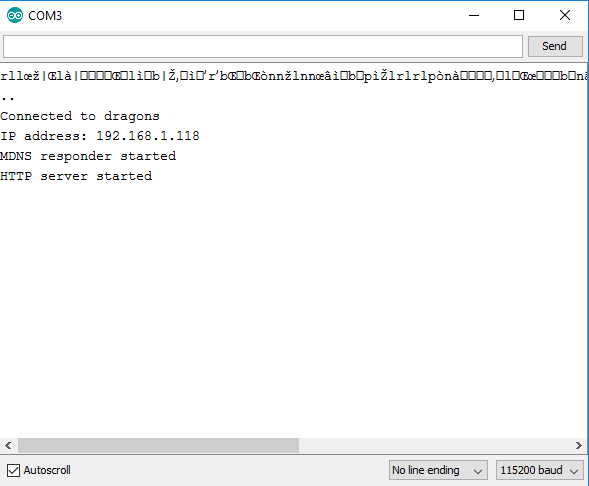 COM3
Send
..
Connected to dragons
IP address: 192.168.1.118
MDNS responder started
HTTP server started
Autoscroll
No line ending
115200 baud